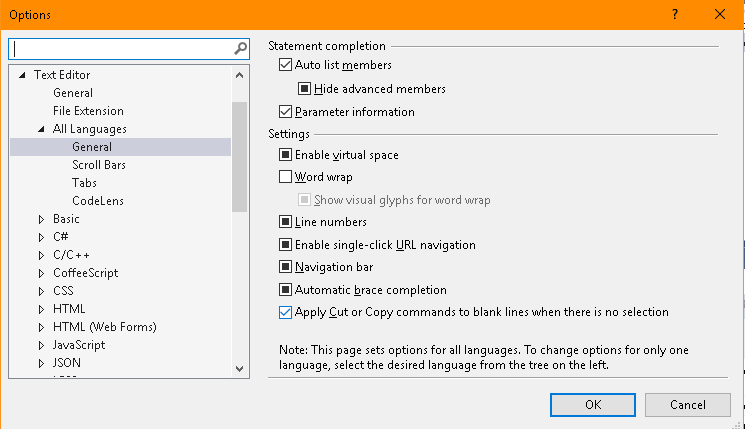 Options
?
Text Editor
General
File Extension
All Languages
General
Scroll Bars
Tabs
CodeLens
Basic
C#
C/C++
CoffeeScript
CSS
HTML
HTML (Web Forms)
JavaScript
JSON
Statement completion
Auto list members
Hide advanced members
Parameter information
Settings
Enable virtual space
Word wrap
Show visual glyphs for word wrap
Line numbers
Enable single-click URL navigation
Navigation bar
Automatic brace completion
Apply Cut or Copy commands to blank lines when there is no selection
Note: This page sets options for all languages. To change options for only one
language, select the desired language from the tree on the left.
OK
Cancel